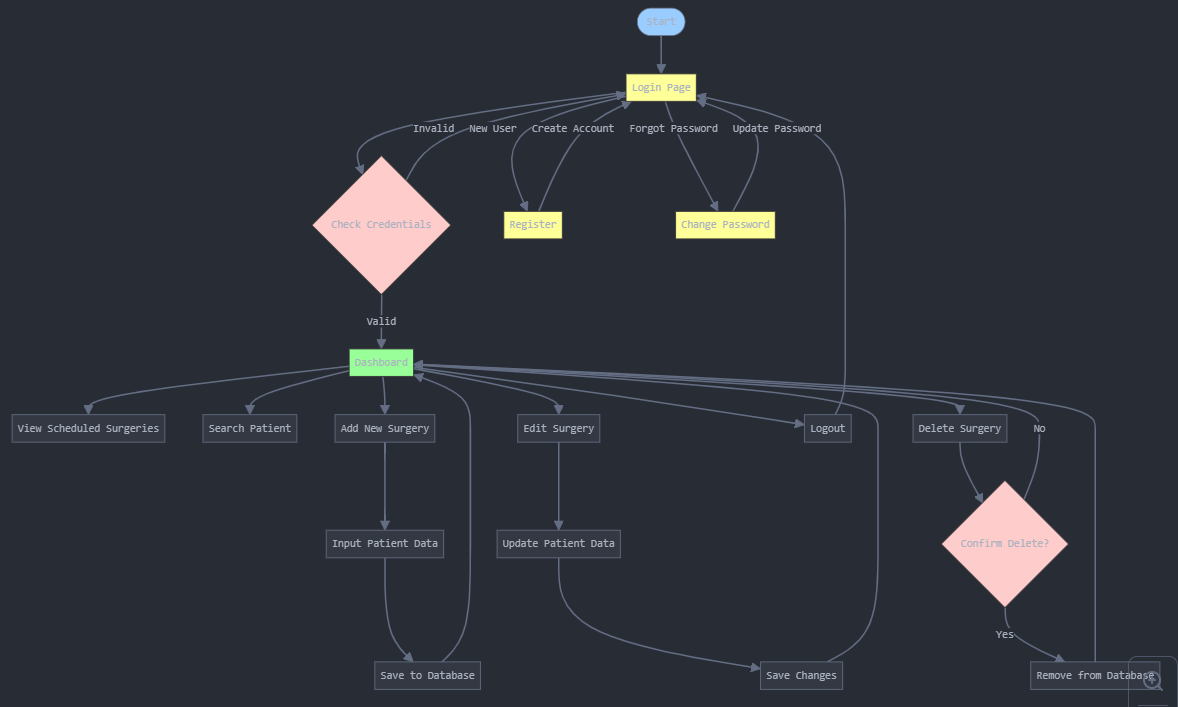 Start
Login Page
Invalid
New User
Create Account
Forgot Password
Update Password
Check Credentials
Register
Change Password
Valid
Dashboard
View Scheduled Surgeries
Search Patient
Add New Surgery
Edit Surgery
Logout
Delete Surgery
No
Input Patient Data
Update Patient Data
Confirm Delete?
Yes
Save to Database
Save Changes
Remove from Database